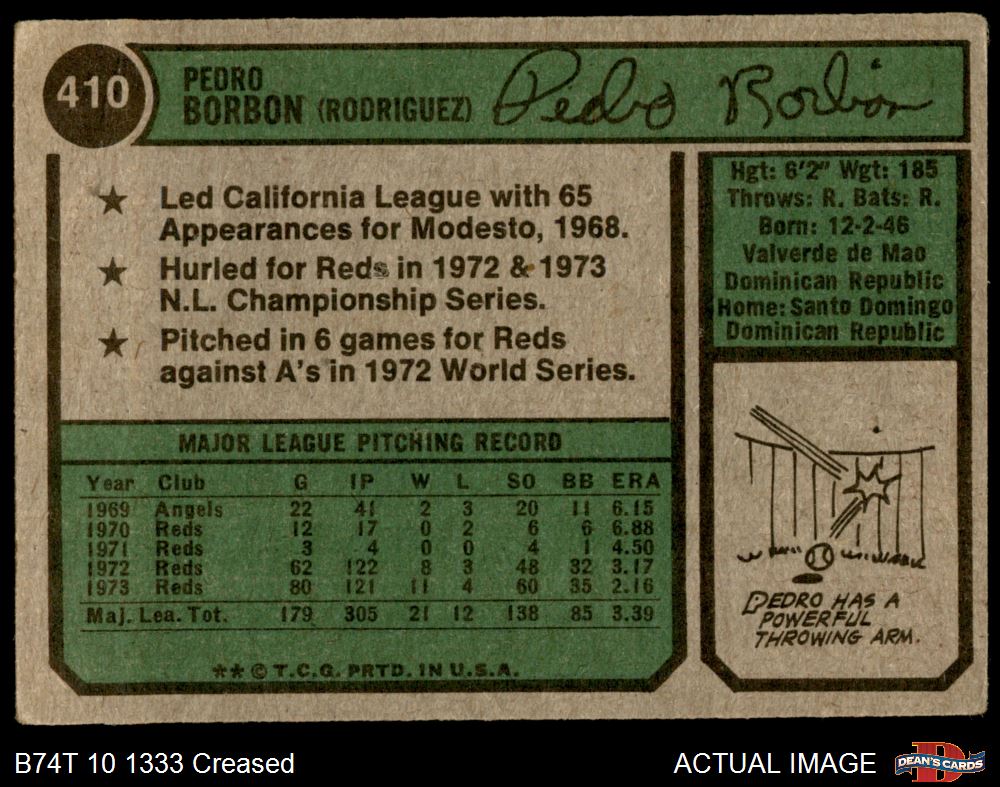 410
PEDRO
BORBON (RODRIGUEZ)
Pedro Borbon
★ Led California League with 65
Appearances for Modesto, 1968.
★ Hurled for Reds in 1972 & 1973
N.L. Championship Series.
★ Pitched in 6 games for Reds
against A's in 1972 World Series.
Hgt: 6'2" Wgt: 185
Throws: R. Bats: R.
Born: 12-2-46
Valverde de Mao
Dominican Republic
Home: Santo Domingo
Dominican Republic
MAJOR LEAGUE PITCHING RECORD
Year Club G IP W L SO BB ERA
1969 Angels 22 41 2 3 20 11 6.15
1970 Reds 12 17 0 2 6 6 6.88
1971 Reds 3 4 0 0 4 1 4.50
1972 Reds 62 122 8 3 48 32 3.17
1973 Reds 80 121 11 4 60 35 2.16
Maj. Lea. Tot. 179 305 21 12 138 85 3.39
** © T.C.G. PRTD. IN U.S.A.
PEDRO HAS A
POWERFUL
THROWING ARM.
B74T 10 1333 Creased
ACTUAL IMAGE
D
DEAN'S CARDS